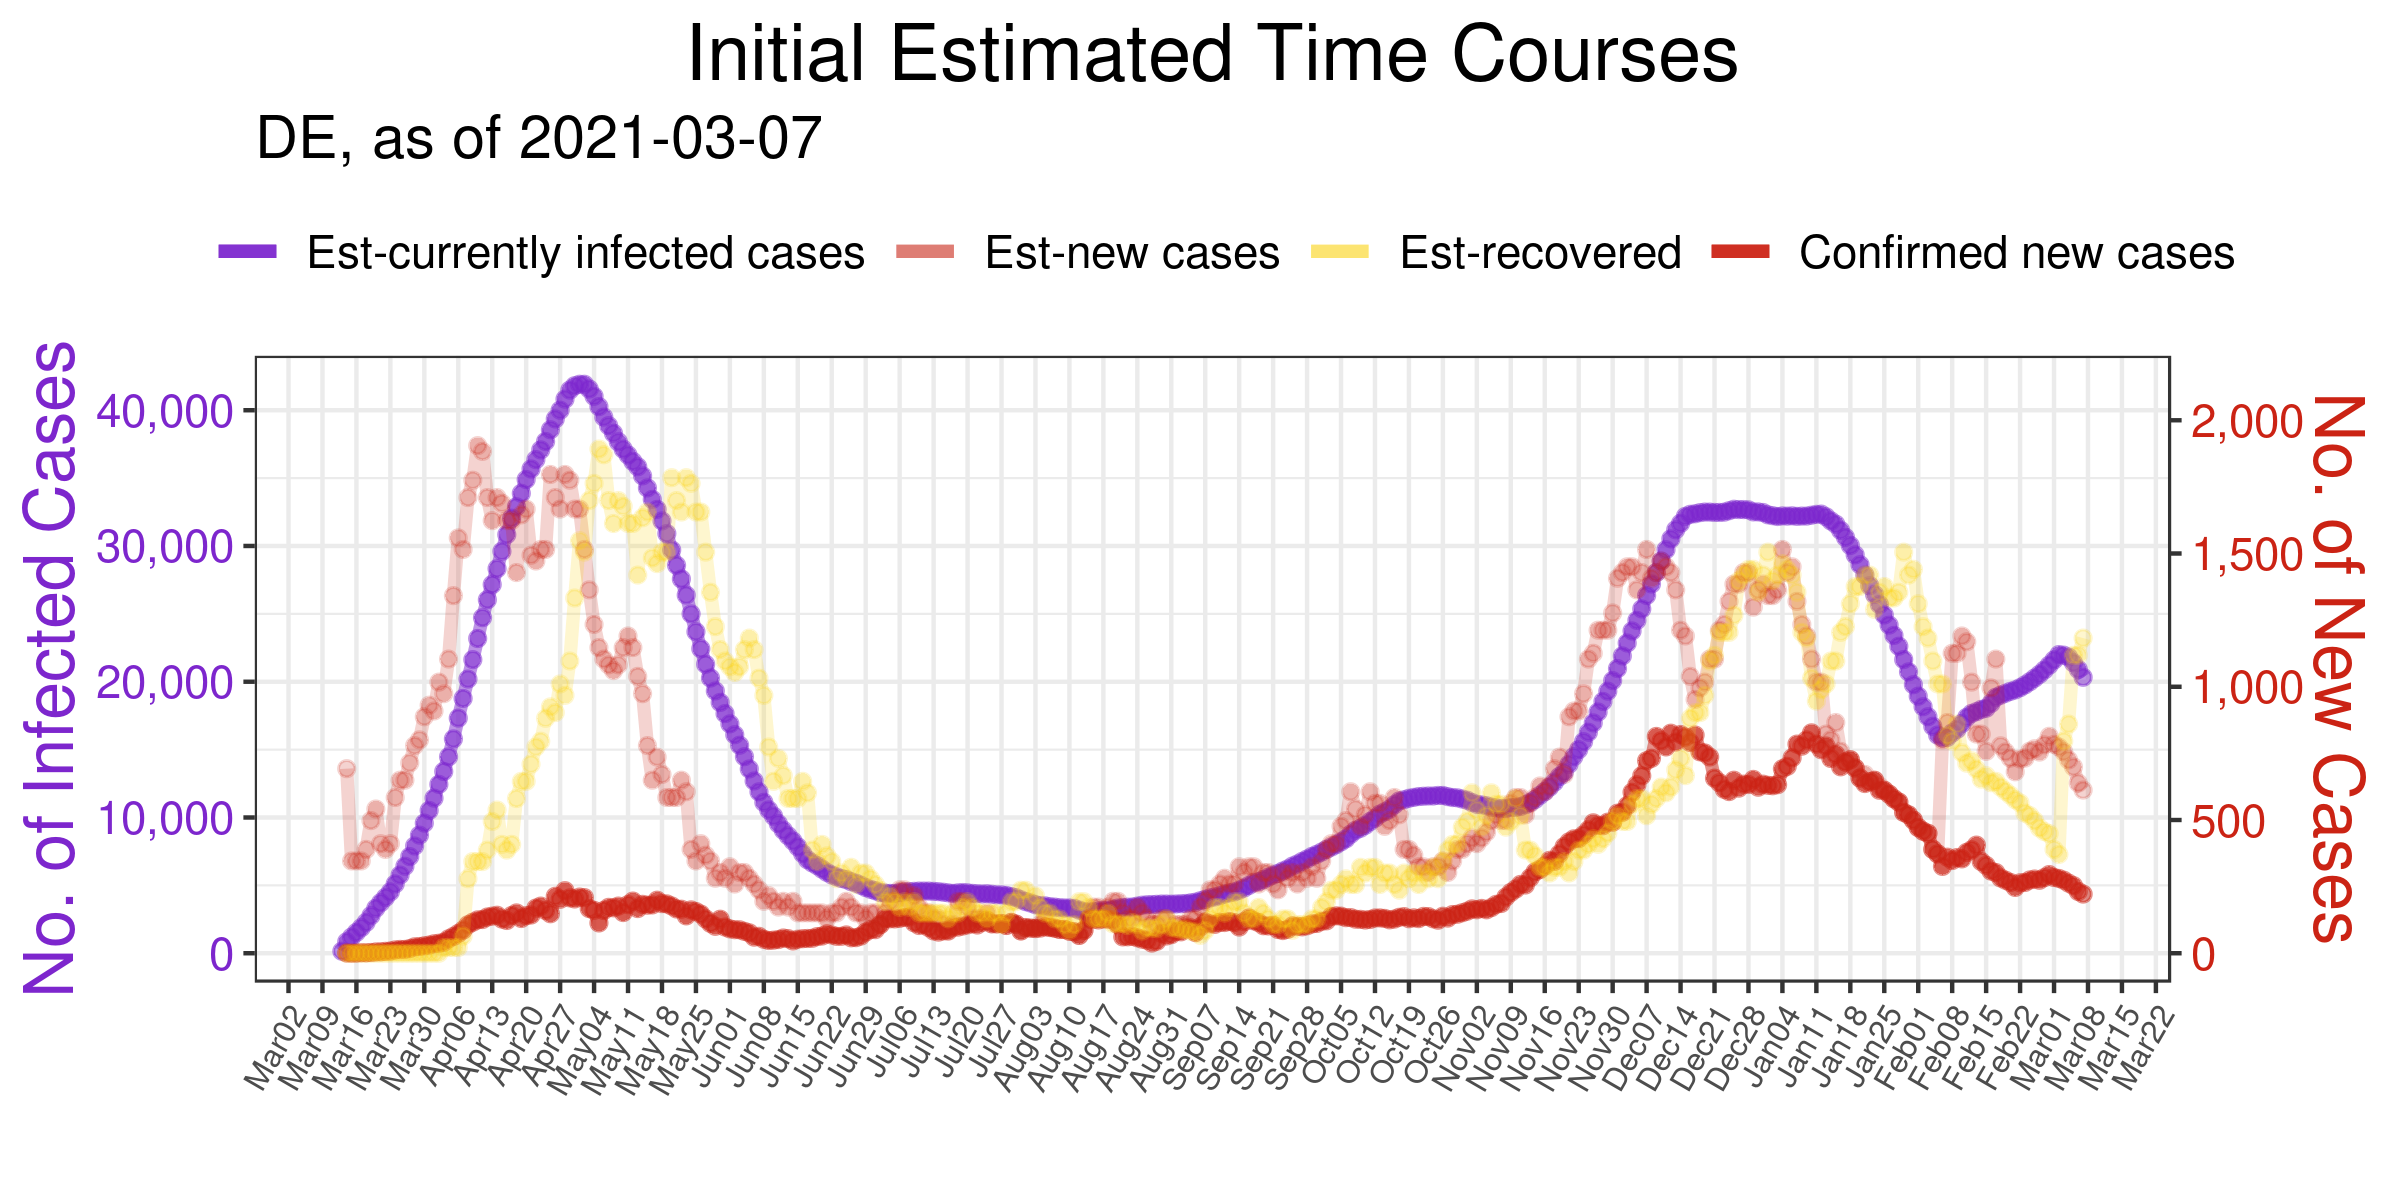 Initial Estimated Time Courses
DE, as of 2021-03-07
Est-currently infected cases
Est-new cases
Est-recovered
Confirmed new cases
No. of Infected Cases
40,000
30,000
20,000
10,000
0
No. of New Cases
2,000
1,500
1,000
500
0
Mar02
Mar09
Mar16
Mar23
Mar30
Apr06
Apr13
Apr20
Apr27
May04
May11
May18
May25
Jun01
Jun08
Jun15
Jun22
Jun29
Jul06
Jul13
Jul20
Jul27
Aug03
Aug10
Aug17
Aug24
Aug31
Sep07
Sep14
Sep21
Sep28
Oct05
Oct12
Oct19
Oct26
Nov02
Nov09
Nov16
Nov23
Nov30
Dec07
Dec14
Dec21
Dec28
Jan04
Jan11
Jan18
Jan25
Feb01
Feb08
Feb15
Feb22
Mar01
Mar08
Mar15
Mar22